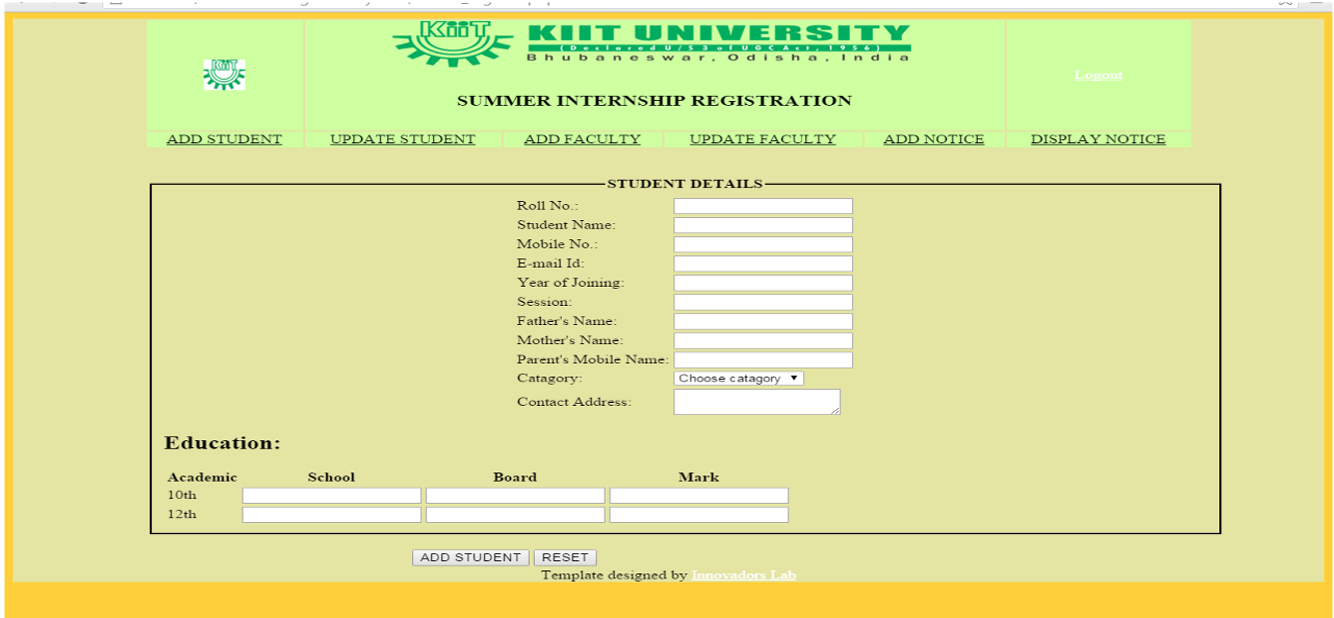 KiiT KIIT UNIVERSITY
(Declared U/S 3 of UGC Act, 1956)
Bhubaneswar, Odisha, India
KiiT
Logout
SUMMER INTERNSHIP REGISTRATION
ADD STUDENT UPDATE STUDENT ADD FACULTY UPDATE FACULTY ADD NOTICE DISPLAY NOTICE
STUDENT DETAILS
Roll No.:
Student Name:
Mobile No.:
E-mail Id:
Year of Joining:
Session:
Father's Name:
Mother's Name:
Parent's Mobile Name:
Catagory: Choose catagory
Contact Address:
Education:
Academic School Board Mark
10th
12th
ADD STUDENT RESET
Template designed by Innovadors Lab